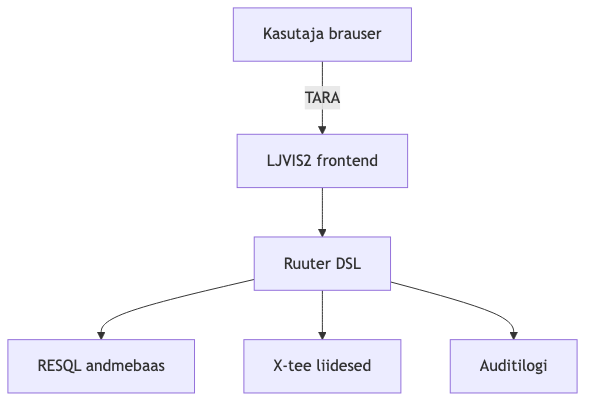 Kasutaja brauser
TARA
LJVIS2 frontend
Ruuter DSL
RESQL andmebaas
X-tee liidesed
Auditilogi